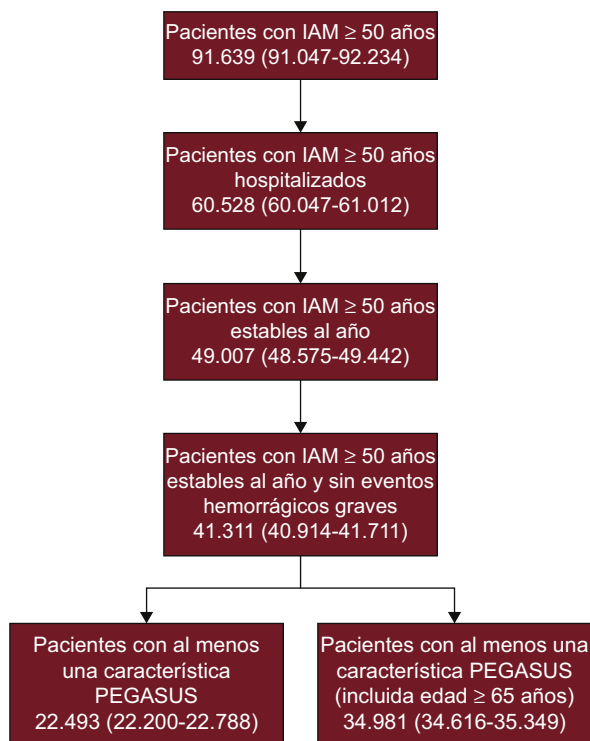 Pacientes con IAM ≥ 50 años
91.639 (91.047-92.234)
Pacientes con IAM ≥ 50 años
hospitalizados
60.528 (60.047-61.012)
Pacientes con IAM ≥ 50 años
estables al año
49.007 (48.575-49.442)
Pacientes con IAM ≥ 50 años
estables al año y sin eventos
hemorrágicos graves
41.311 (40.914-41.711)
Pacientes con al menos
una característica
PEGASUS
22.493 (22.200-22.788)
Pacientes con al menos una
característica PEGASUS
(incluida edad ≥ 65 años)
34.981 (34.616-35.349)